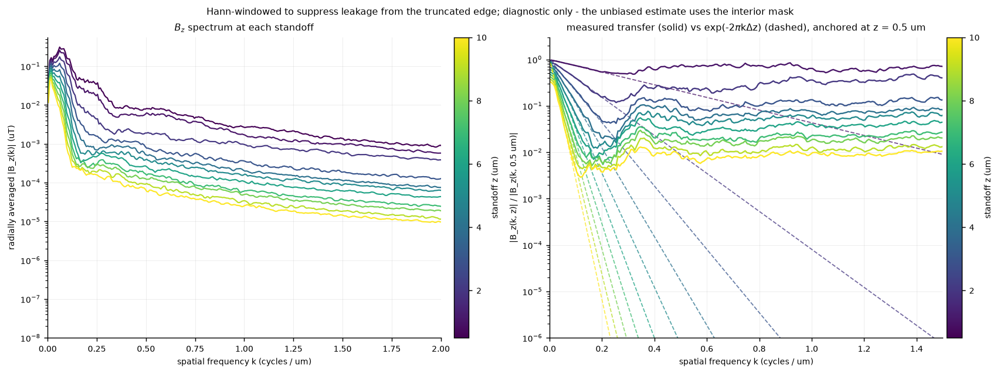 Hann-windowed to suppress leakage from the truncated edge; diagnostic only - the unbiased estimate uses the interior mask
B_z spectrum at each standoff
radially averaged |B_z(k)| (uT)
10⁻¹
10⁻²
10⁻³
10⁻⁴
10⁻⁵
10⁻⁶
10⁻⁷
10⁻⁸
0.00 0.25 0.50 0.75 1.00 1.25 1.50 1.75 2.00
spatial frequency k (cycles / um)
10
8
6
4
2
standoff z (um)
measured transfer (solid) vs exp(-2πkΔz) (dashed), anchored at z = 0.5 um
|B_z(k, z)| / |B_z(k, 0.5 um)|
10⁰
10⁻¹
10⁻²
10⁻³
10⁻⁴
10⁻⁵
10⁻⁶
0.0 0.2 0.4 0.6 0.8 1.0 1.2 1.4
spatial frequency k (cycles / um)
10
8
6
4
2
standoff z (um)